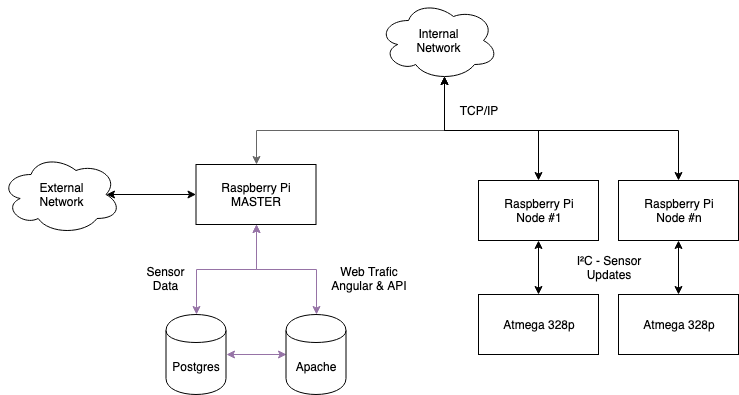 Internal
Network
TCP/IP
External
Network
Raspberry Pi
MASTER
Raspberry Pi
Node #1
Raspberry Pi
Node #n
Sensor
Data
Web Trafic
Angular & API
I²C - Sensor
Updates
Atmega 328p
Atmega 328p
Postgres
Apache